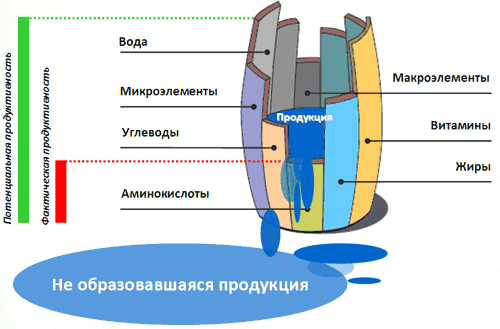 Потенциальная продуктивность
Фактическая продуктивность
Вода
Микроэлементы
Углеводы
Аминокислоты
Продукция
Макроэлементы
Витамины
Жиры
Не образовавшаяся продукция